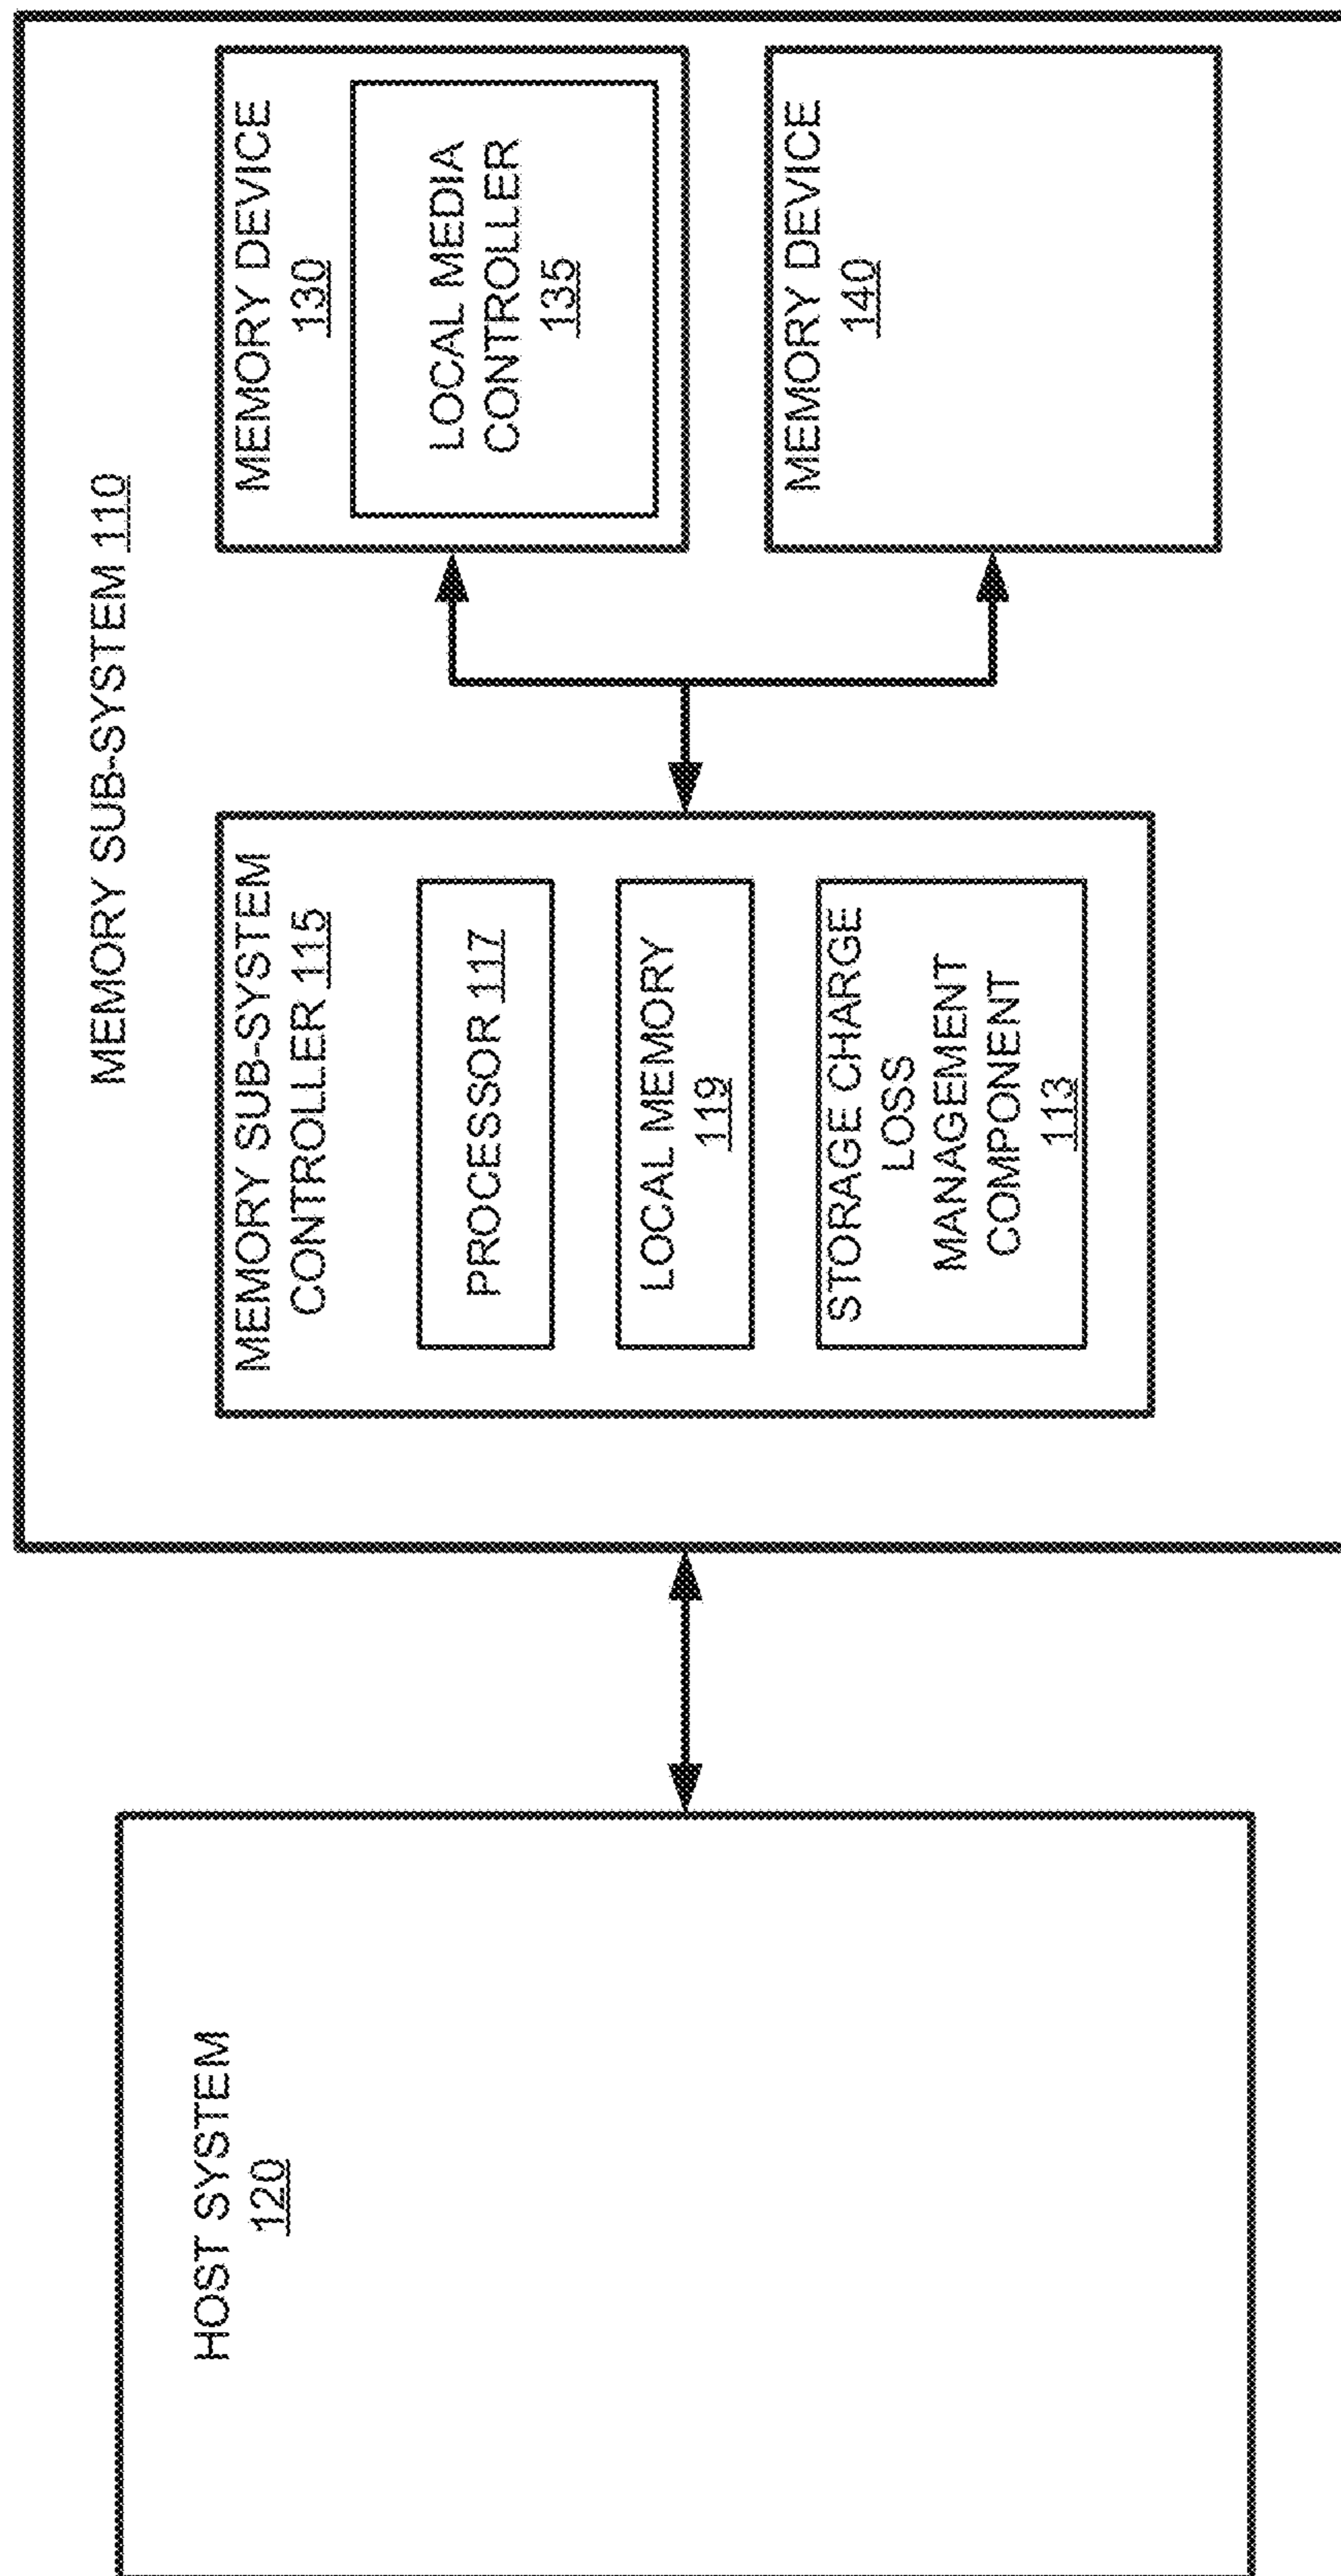 HOST SYSTEM
120
MEMORY SUB-SYSTEM 110
MEMORY SUB-SYSTEM
CONTROLLER 115
PROCESSOR 117
LOCAL MEMORY
119
STORAGE CHARGE
LOSS
MANAGEMENT
COMPONENT
113
MEMORY DEVICE
130
LOCAL MEDIA
CONTROLLER
135
MEMORY DEVICE
140